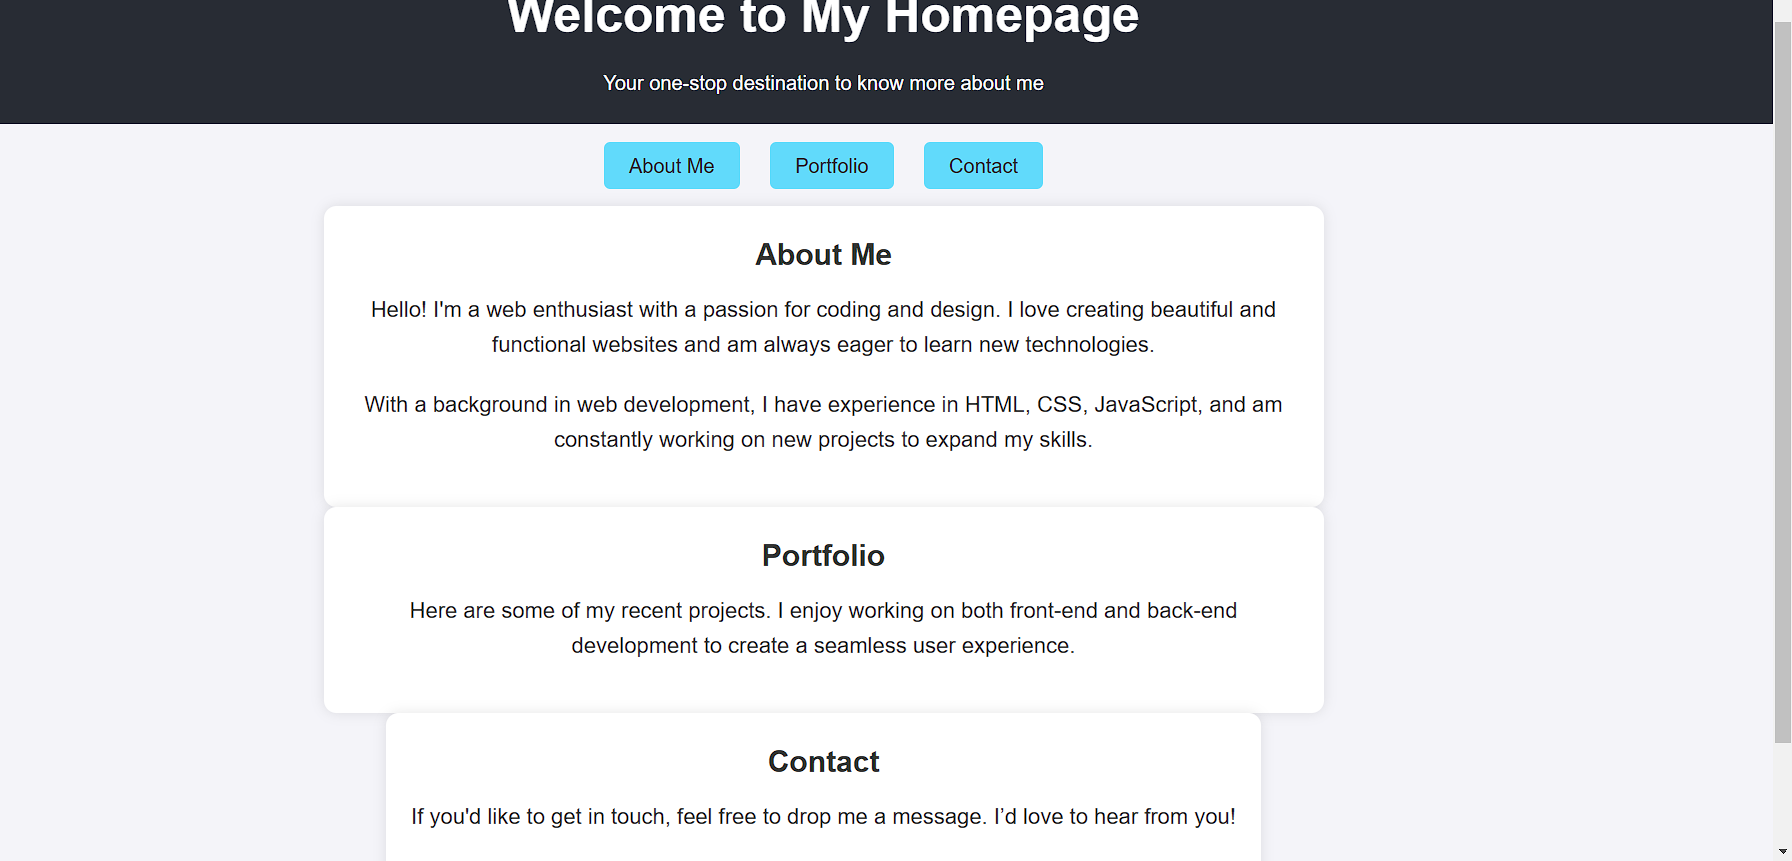 Welcome to My Homepage
Your one-stop destination to know more about me
About Me
Portfolio
Contact
About Me
Hello! I'm a web enthusiast with a passion for coding and design. I love creating beautiful and
functional websites and am always eager to learn new technologies.
With a background in web development, I have experience in HTML, CSS, JavaScript, and am
constantly working on new projects to expand my skills.
Portfolio
Here are some of my recent projects. I enjoy working on both front-end and back-end
development to create a seamless user experience.
Contact
If you'd like to get in touch, feel free to drop me a message. I’d love to hear from you!